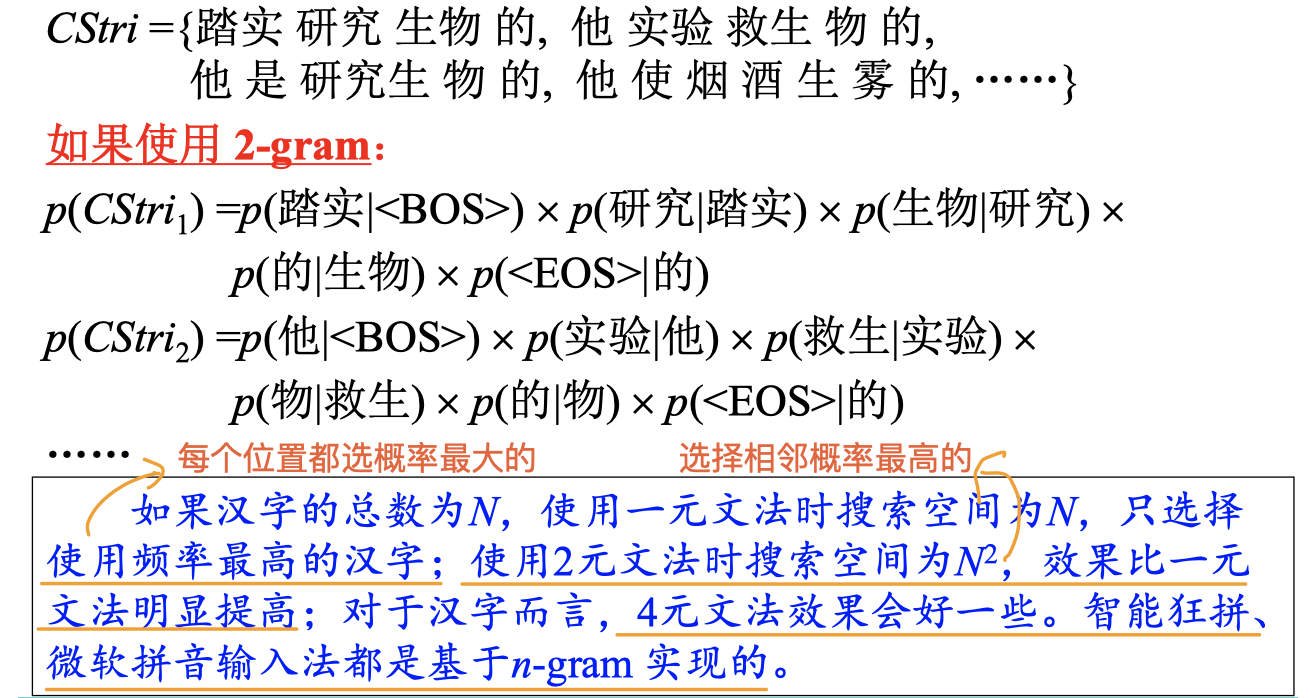 CStri ={踏实 研究 生物 的, 他 实验 救生 物 的,
他 是 研究生 物 的, 他 使 烟 酒 生 雾 的, ……}
如果使用 2-gram：
p(CStri₁) =p(踏实|<BOS>) × p(研究|踏实) × p(生物|研究) ×
p(的|生物) × p(<EOS>|的)
p(CStri₂) =p(他|<BOS>) × p(实验|他) × p(救生|实验) ×
p(物|救生) × p(的|物) × p(<EOS>|的)
…… 每个位置都选概率最大的 选择相邻概率最高的
如果汉字的总数为N，使用一元文法时搜索空间为N，只选择
使用频率最高的汉字；使用2元文法时搜索空间为N²，效果比一元
文法明显提高；对于汉字而言，4元文法效果会好一些。智能狂拼、
微软拼音输入法都是基于n-gram 实现的。